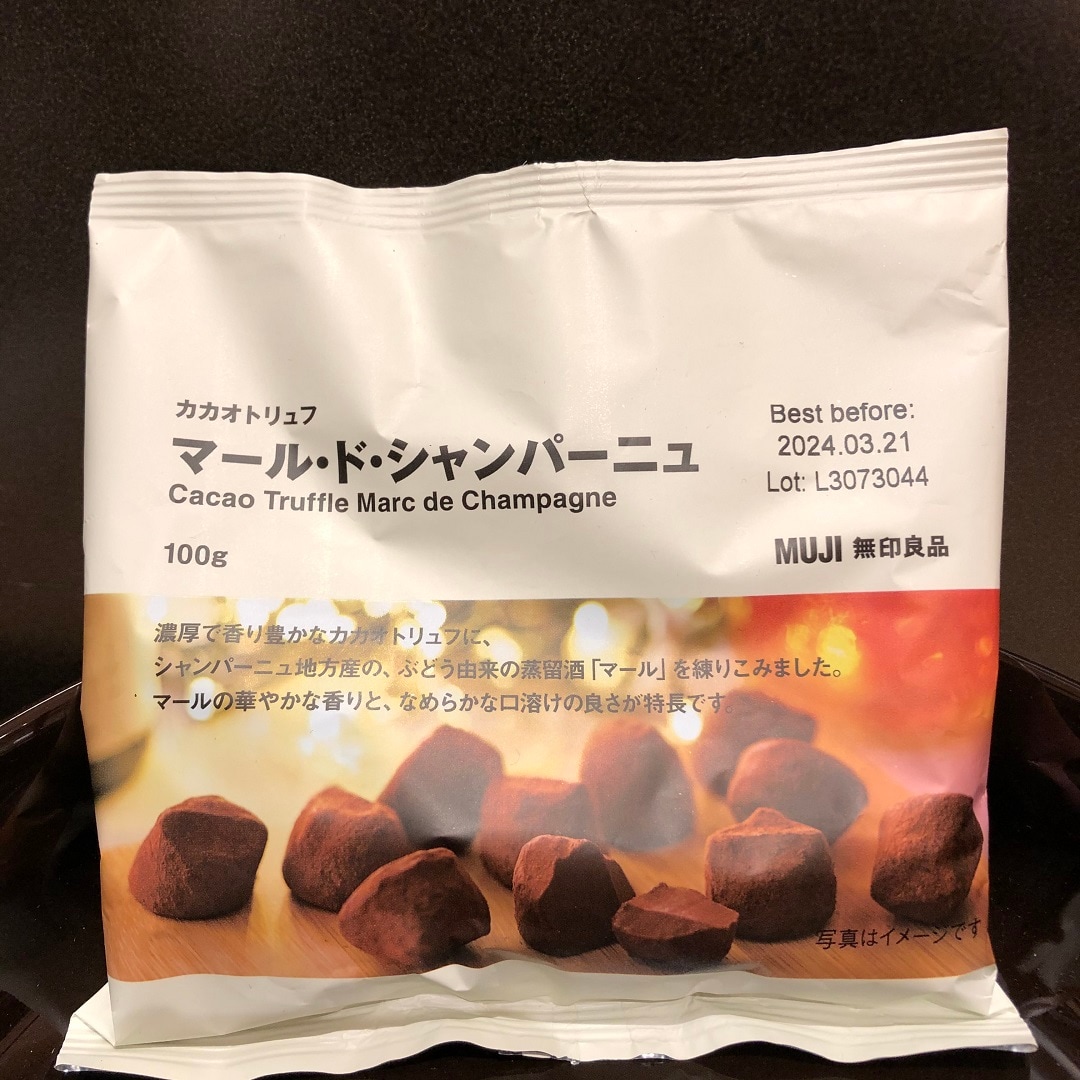 カカオトリュフ
マール・ド・シャンパーニュ
Cacao Truffle Marc de Champagne
100g
Best before:
2024.03.21
Lot: L3073044
MUJI 無印良品
濃厚で香り豊かなカカオトリュフに、
シャンパーニュ地方産の、ぶどう由来の蒸留酒「マール」を練りこみました。
マールの華やかな香りと、なめらかな口溶けの良さが特長です。
写真はイメージです